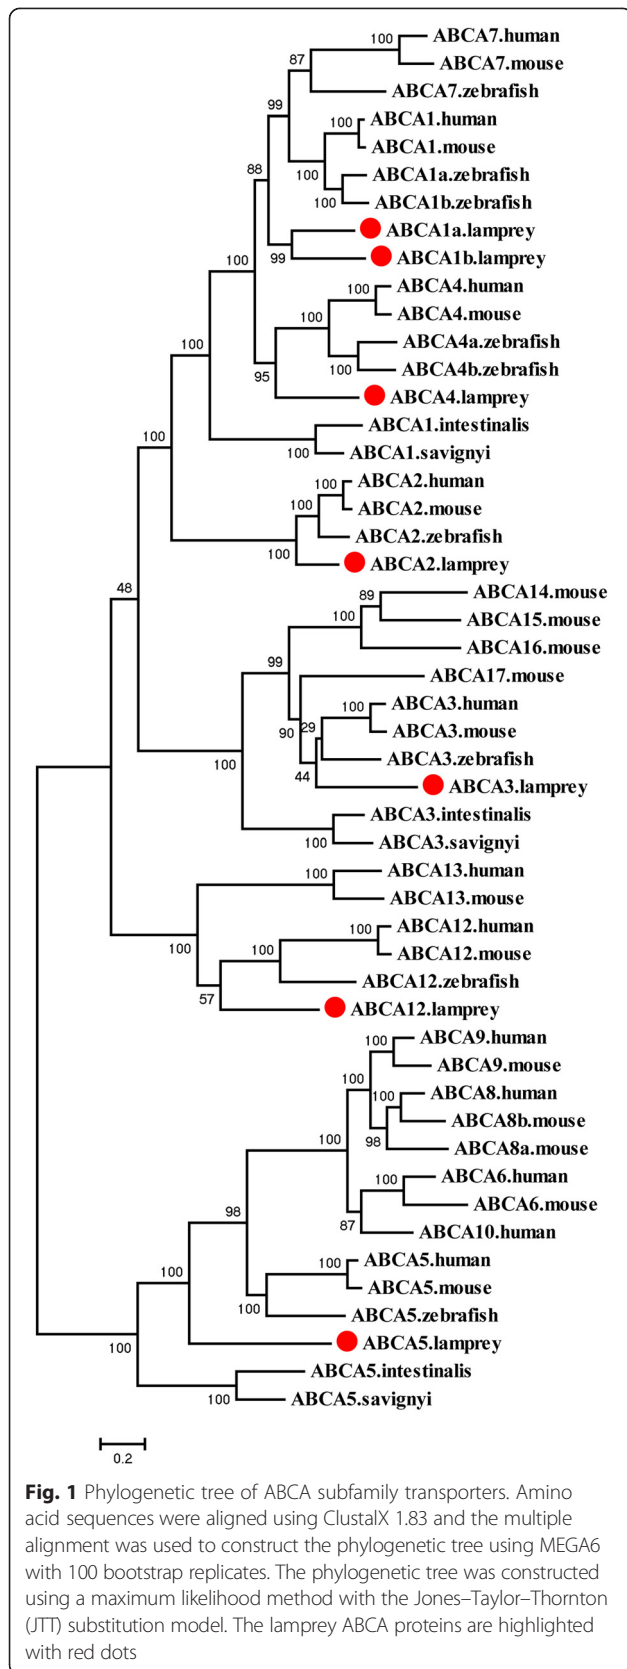 100
ABCA7.human
87
ABCA7.mouse
ABCA7.zebrafish
99
100
ABCA1.human
ABCA1.mouse
88
100
ABCA1a.zebrafish
100
ABCA1b.zebrafish
ABCA1a.lamprey
99
ABCA1b.lamprey
100
100
ABCA4.human
100
ABCA4.mouse
ABCA4a.zebrafish
100
100
ABCA4b.zebrafish
95
ABCA4.lamprey
ABCA1.intestinalis
100
100
ABCA1.savignyi
100
ABCA2.human
100
ABCA2.mouse
ABCA2.zebrafish
100
ABCA2.lamprey
48
89
ABCA14.mouse
100
ABCA15.mouse
ABCA16.mouse
99
ABCA17.mouse
100
ABCA3.human
90
29
ABCA3.mouse
ABCA3.zebrafish
100
44
ABCA3.lamprey
ABCA3.intestinalis
100
ABCA3.savignyi
100
ABCA13.human
ABCA13.mouse
100
100
ABCA12.human
100
ABCA12.mouse
ABCA12.zebrafish
57
ABCA12.lamprey
100
ABCA9.human
ABCA9.mouse
100
100
ABCA8.human
ABCA8b.mouse
98
100
ABCA8a.mouse
100
ABCA6.human
ABCA6.mouse
98
87
ABCA10.human
100
100
ABCA5.human
ABCA5.mouse
100
ABCA5.zebrafish
100
ABCA5.lamprey
ABCA5.intestinalis
100
ABCA5.savignyi
0.2
Fig. 1 Phylogenetic tree of ABCA subfamily transporters. Amino
acid sequences were aligned using ClustalX 1.83 and the multiple
alignment was used to construct the phylogenetic tree using MEGA6
with 100 bootstrap replicates. The phylogenetic tree was constructed
using a maximum likelihood method with the Jones–Taylor–Thornton
(JTT) substitution model. The lamprey ABCA proteins are highlighted
with red dots